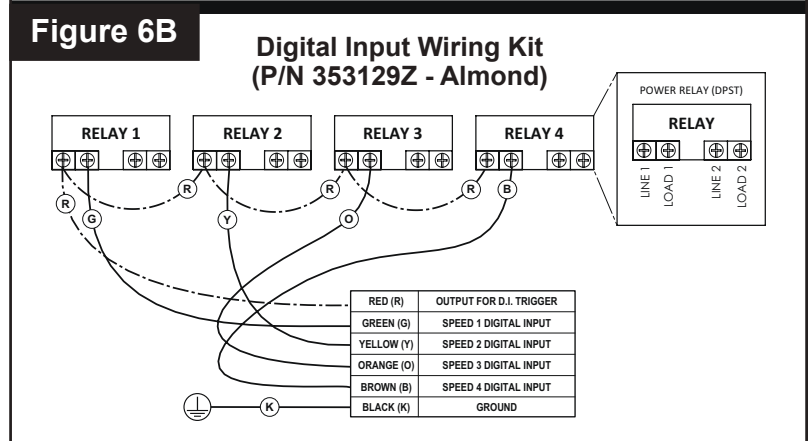 Figure 6B
Digital Input Wiring Kit
(P/N 353129Z - Almond)
POWER RELAY (DPST)
RELAY
LINE 1
LOAD 1
LINE 2
LOAD 2
RELAY 1
RELAY 2
RELAY 3
RELAY 4
R
R
R
B
R
G
Y
O
RED (R) OUTPUT FOR D.I. TRIGGER
GREEN (G) SPEED 1 DIGITAL INPUT
YELLOW (Y) SPEED 2 DIGITAL INPUT
ORANGE (O) SPEED 3 DIGITAL INPUT
BROWN (B) SPEED 4 DIGITAL INPUT
K
BLACK (K) GROUND